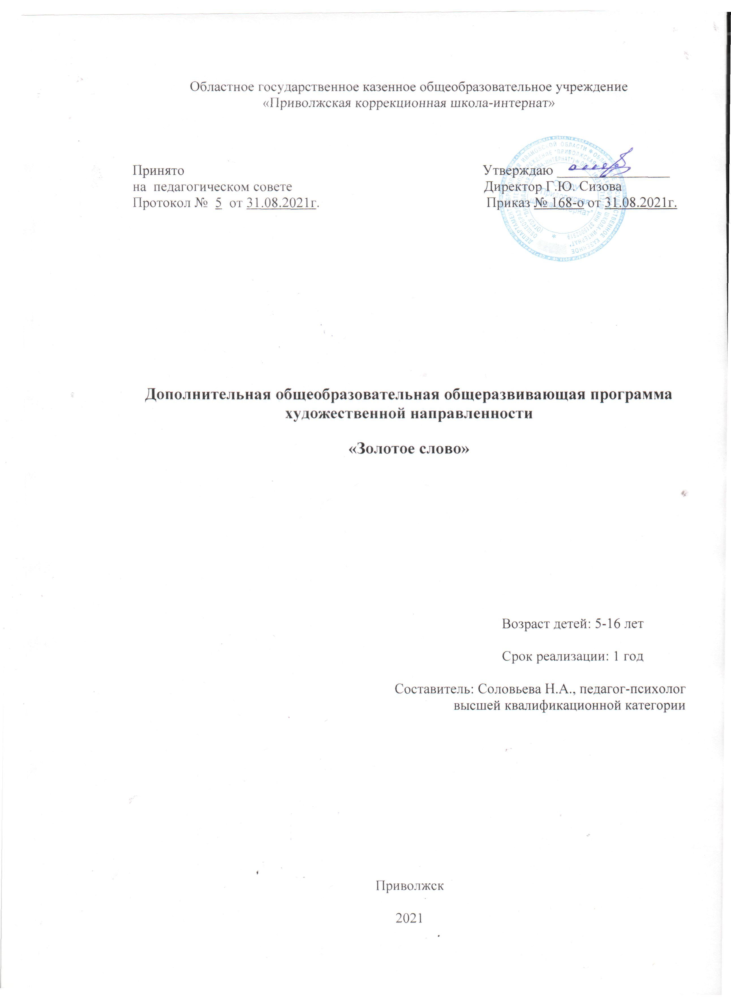 Областное государственное казенное общеобразовательное учреждение
«Приволжская коррекционная школа-интернат»
Принято
на педагогическом совете
Протокол № 5 от 31.08.2021г.
Утверждаю
Директор Г.Ю. Сизова
Приказ № 168-о от 31.08.2021г.
Дополнительная общеобразовательная общеразвивающая программа
художественной направленности
«Золотое слово»
Возраст детей: 5-16 лет
Срок реализации: 1 год
Составитель: Соловьева Н.А., педагог-психолог
высшей квалификационной категории
Приволжск
2021